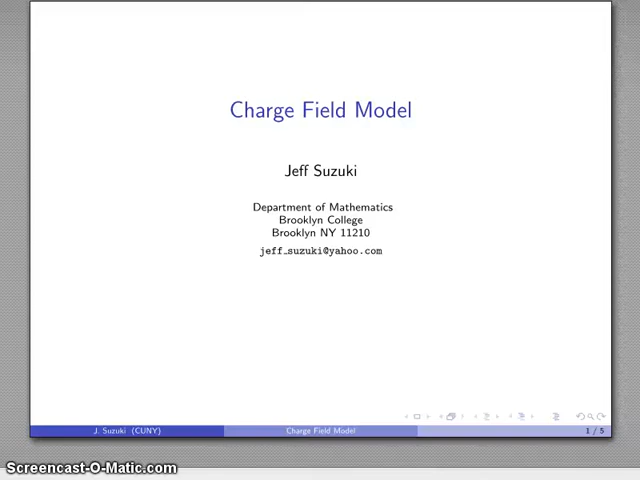 Charge Field Model
Jeff Suzuki
Department of Mathematics
Brooklyn College
Brooklyn NY 11210
jeff_suzuki@yahoo.com
J. Suzuki (CUNY)
Charge Field Model
1 / 5
Screencast-O-Matic.com